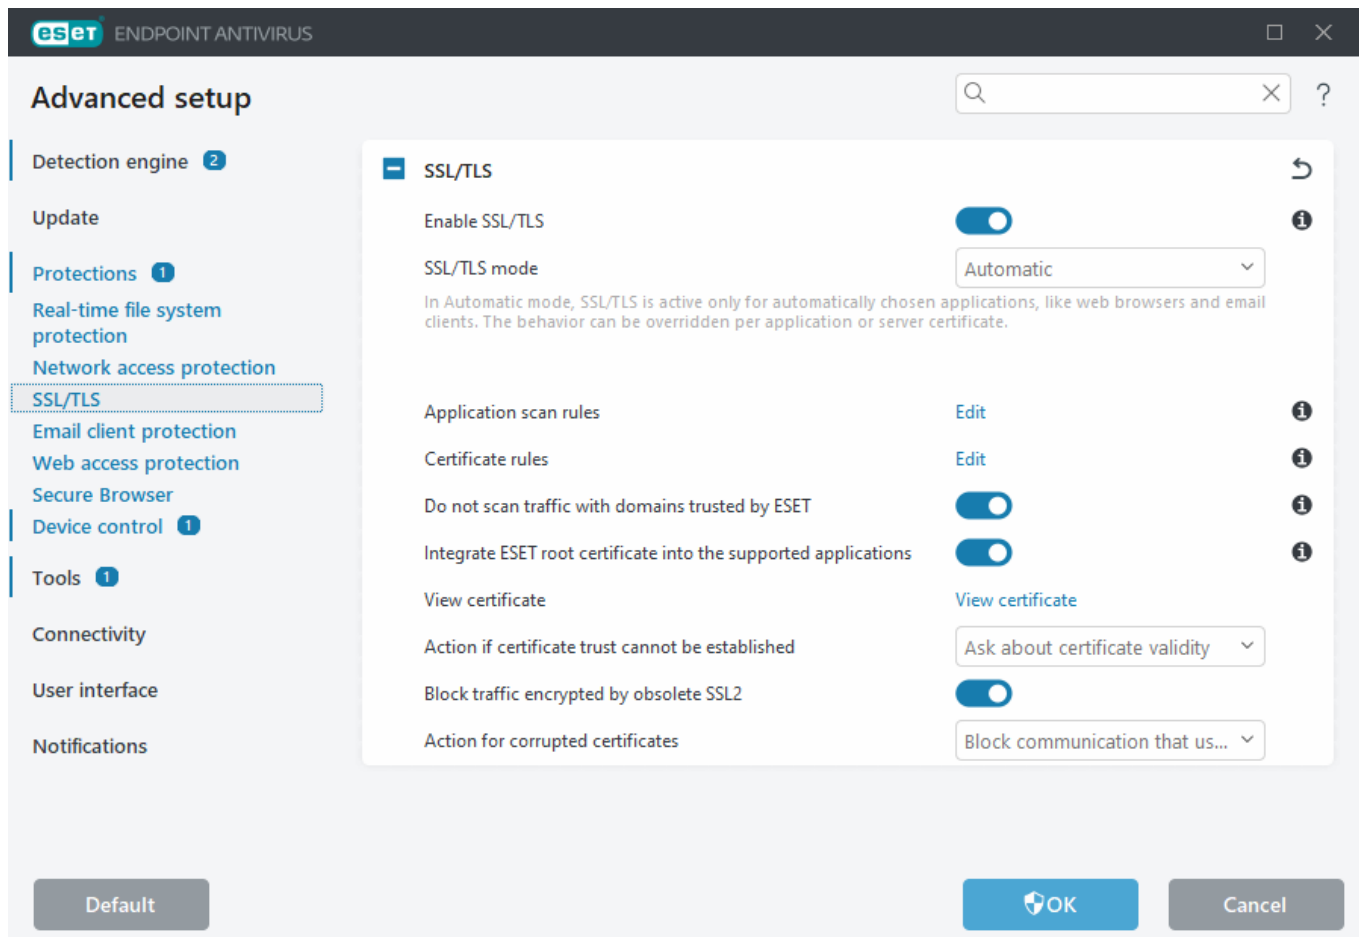 eset ENDPOINT ANTIVIRUS
Advanced setup
?
Detection engine 2
Update
Protections 1
Real-time file system
protection
Network access protection
SSL/TLS
Email client protection
Web access protection
Secure Browser
Device control 1
Tools 1
Connectivity
User interface
Notifications
SSL/TLS
Enable SSL/TLS
SSL/TLS mode Automatic
In Automatic mode, SSL/TLS is active only for automatically chosen applications, like web browsers and email
clients. The behavior can be overridden per application or server certificate.
Application scan rules Edit
Certificate rules Edit
Do not scan traffic with domains trusted by ESET
Integrate ESET root certificate into the supported applications
View certificate View certificate
Action if certificate trust cannot be established Ask about certificate validity
Block traffic encrypted by obsolete SSL2
Action for corrupted certificates Block communication that us...
Default OK Cancel